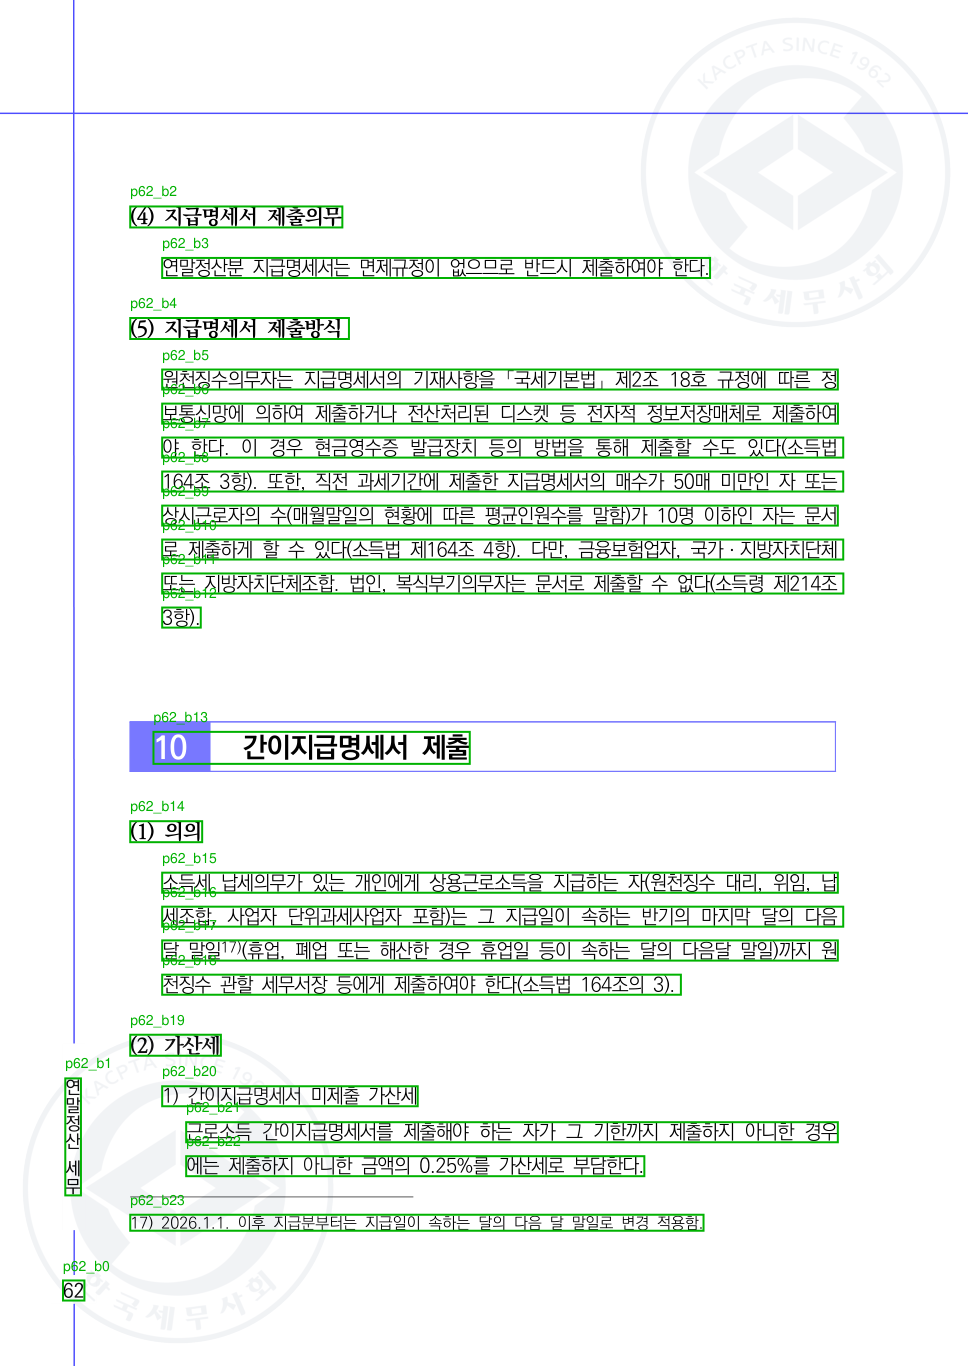 KACPTA SINCE 1962
한국세무사회
p62_b2
(4) 지급명세서 제출의무
p62_b3
연말정산분 지급명세서는 면제규정이 없으므로 반드시 제출하여야 한다.
p62_b4
(5) 지급명세서 제출방식
p62_b5
원천징수의무자는 지급명세서의 기재사항을 「국세기본법」 제2조 18호 규정에 따른 정
p62_b6
보통신망에 의하여 제출하거나 전산처리된 디스켓 등 전자적 정보저장매체로 제출하여
p62_b7
야 한다. 이 경우 현금영수증 발급장치 등의 방법을 통해 제출할 수도 있다(소득법
p62_b8
164조 3항). 또한, 직전 과세기간에 제출한 지급명세서의 매수가 50매 미만인 자 또는
p62_b9
상시근로자의 수(매월말일의 현황에 따른 평균인원수를 말함)가 10명 이하인 자는 문서
p62_b10
로 제출하게 할 수 있다(소득법 제164조 4항). 다만, 금융보험업자, 국가·지방자치단체
p62_b11
또는 지방자치단체조합. 법인, 복식부기의무자는 문서로 제출할 수 없다(소득령 제214조
p62_b12
3항).
p62_b13
10 간이지급명세서 제출
p62_b14
(1) 의의
p62_b15
소득세 납세의무가 있는 개인에게 상용근로소득을 지급하는 자(원천징수 대리, 위임, 납
p62_b16
세조합, 사업자 단위과세사업자 포함)는 그 지급일이 속하는 반기의 마지막 달의 다음
p62_b17
달 말일17)(휴업, 폐업 또는 해산한 경우 휴업일 등이 속하는 달의 다음달 말일)까지 원
p62_b18
천징수 관할 세무서장 등에게 제출하여야 한다(소득법 164조의 3).
p62_b19
(2) 가산세
p62_b20
1) 간이지급명세서 미제출 가산세
p62_b21
근로소득 간이지급명세서를 제출해야 하는 자가 그 기한까지 제출하지 아니한 경우
p62_b22
에는 제출하지 아니한 금액의 0.25%를 가산세로 부담한다.
p62_b23
17) 2026.1.1. 이후 지급분부터는 지급일이 속하는 달의 다음 달 말일로 변경 적용함.
p62_b1
연말정산 세무
p62_b0
62